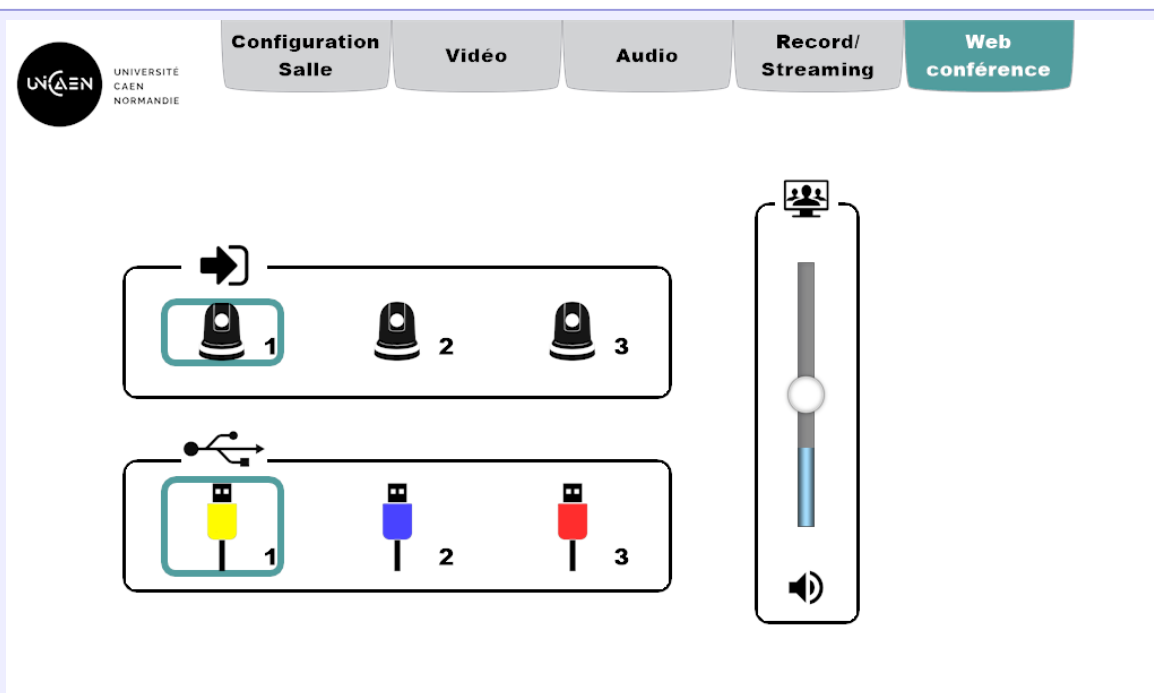 Configuration
Salle
Vidéo
Audio
Record/
Streaming
Web
conférence
UNICAEN
UNIVERSITÉ
CAEN
NORMANDIE
1
2
3
1
2
3